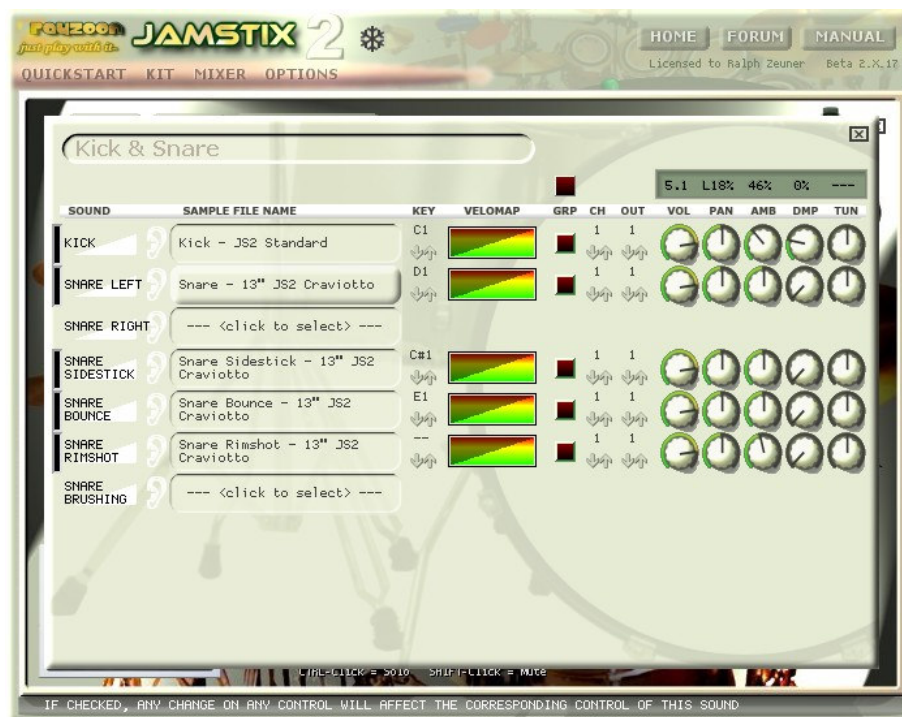 rayzoon JAMSTIX 2
just play with it
HOME FORUM MANUAL
Licensed to Ralph Zeuner Beta 2.X.17
QUICKSTART KIT MIXER OPTIONS
Kick & Snare
5.1 L18% 46% 0% ---
SOUND SAMPLE FILE NAME KEY VELOMAP GRP CH OUT VOL PAN AMB DMP TUN
KICK Kick - JS2 Standard C1 1 1
SNARE LEFT Snare - 13" JS2 Craviotto D1 1 1
SNARE RIGHT --- <click to select> ---
SNARE SIDESTICK Snare Sidestick - 13" JS2 Craviotto C#1 1 1
SNARE BOUNCE Snare Bounce - 13" JS2 Craviotto E1 1 1
SNARE RIMSHOT Snare Rimshot - 13" JS2 Craviotto -- 1 1
SNARE BRUSHING --- <click to select> ---
CTRL-Click = Solo SHIFT-Click = Mute
IF CHECKED, ANY CHANGE ON ANY CONTROL WILL AFFECT THE CORRESPONDING CONTROL OF THIS SOUND